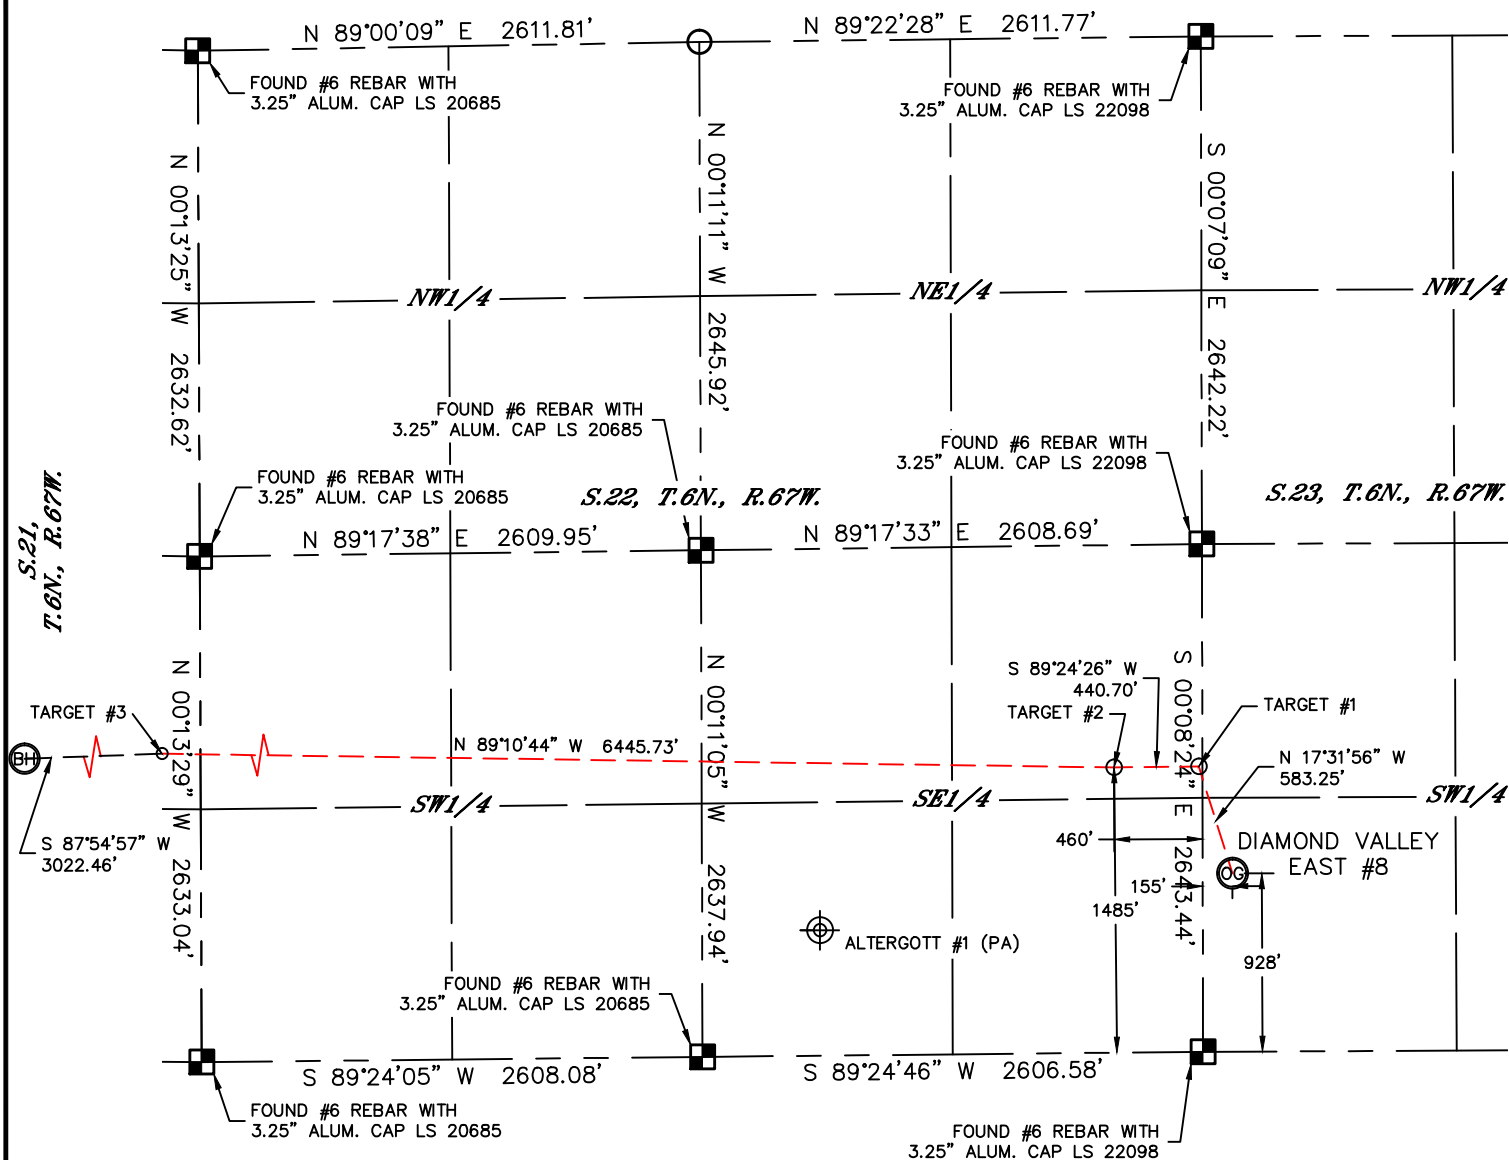 N 89°00'09" E 2611.81'
N 89°22'28" E 2611.77'
FOUND #6 REBAR WITH
3.25" ALUM. CAP LS 20685
FOUND #6 REBAR WITH
3.25" ALUM. CAP LS 22098
N 00°13'25" W 2632.62'
N 00°11'11" W 2645.92'
S 00°07'09" E 2642.22'
NW1/4
NE1/4
NW1/4
FOUND #6 REBAR WITH
3.25" ALUM. CAP LS 20685
FOUND #6 REBAR WITH
3.25" ALUM. CAP LS 22098
FOUND #6 REBAR WITH
3.25" ALUM. CAP LS 20685
S.21,
T.6N., R.67W.
S.22, T.6N., R.67W.
S.23, T.6N., R.67W.
N 89°17'38" E 2609.95'
N 89°17'33" E 2608.69'
N 00°13'29" W 2633.04'
N 00°11'05" W 2637.94'
S 00°08'24" E 2643.44'
S 89°24'26" W
440.70'
TARGET #3
TARGET #2
TARGET #1
BH
N 89°10'44" W 6445.73'
N 17°31'56" W
583.25'
SW1/4
SE1/4
SW1/4
S 87°54'57" W
3022.46'
460'
DIAMOND VALLEY
EAST #8
OG
155'
1485'
ALTERGOTT #1 (PA)
928'
FOUND #6 REBAR WITH
3.25" ALUM. CAP LS 20685
S 89°24'05" W 2608.08'
S 89°24'46" W 2606.58'
FOUND #6 REBAR WITH
3.25" ALUM. CAP LS 20685
FOUND #6 REBAR WITH
3.25" ALUM. CAP LS 22098